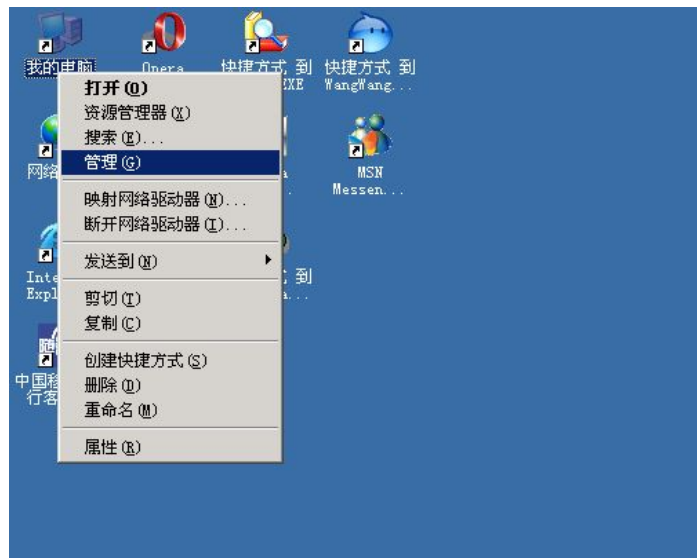 我的电脑
Opera
快捷方式 到
EXE
快捷方式 到
WangWang...
打开(O)
资源管理器(X)
搜索(E)...
管理(G)
映射网络驱动器(N)...
断开网络驱动器(I)...
发送到(N)
剪切(T)
复制(C)
创建快捷方式(S)
删除(D)
重命名(M)
属性(R)
网络
MSN
Messen...
Inte
Expl
到
中国移
行客